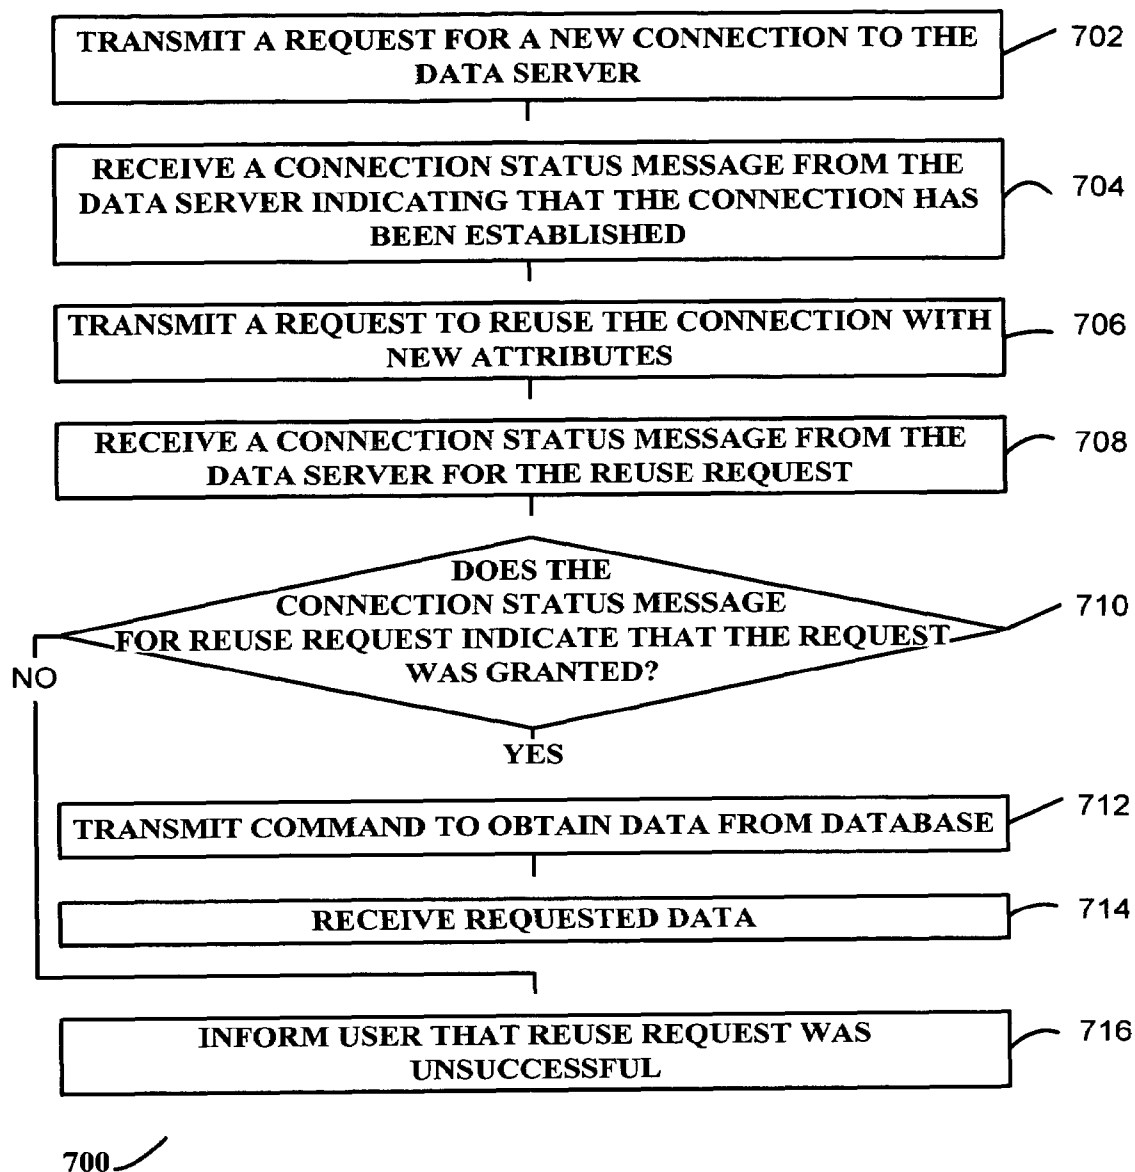 TRANSMIT A REQUEST FOR A NEW CONNECTION TO THE
DATA SERVER
702
RECEIVE A CONNECTION STATUS MESSAGE FROM THE
DATA SERVER INDICATING THAT THE CONNECTION HAS
BEEN ESTABLISHED
704
TRANSMIT A REQUEST TO REUSE THE CONNECTION WITH
NEW ATTRIBUTES
706
RECEIVE A CONNECTION STATUS MESSAGE FROM THE
DATA SERVER FOR THE REUSE REQUEST
708
DOES THE
CONNECTION STATUS MESSAGE
FOR REUSE REQUEST INDICATE THAT THE REQUEST
WAS GRANTED?
710
NO
YES
TRANSMIT COMMAND TO OBTAIN DATA FROM DATABASE
712
RECEIVE REQUESTED DATA
714
INFORM USER THAT REUSE REQUEST WAS
UNSUCCESSFUL
716
700